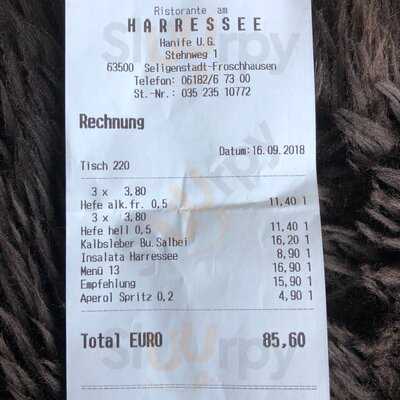 Ristorante am
HARRESSEE
Hanife U.G.
Stehnweg 1
63500 Seligenstadt-Froschhausen
Telefon: 06182/6 73 00
St.-Nr.: 035 235 10772
Rechnung
Datum:16.09.2018
Tisch 220
3 x 3,80
Hefe alk.fr. 0,5 11,40 1
3 x 3,80
Hefe hell 0,5 11,40 1
Kalbsleber Bu.Salbei 16,20 1
Insalata Harressee 8,90 1
Menü 13 16,90 1
Empfehlung 15,90 1
Aperol Spritz 0,2 4,90 1
Total EURO 85,60
Sluurpy
Sluurpy